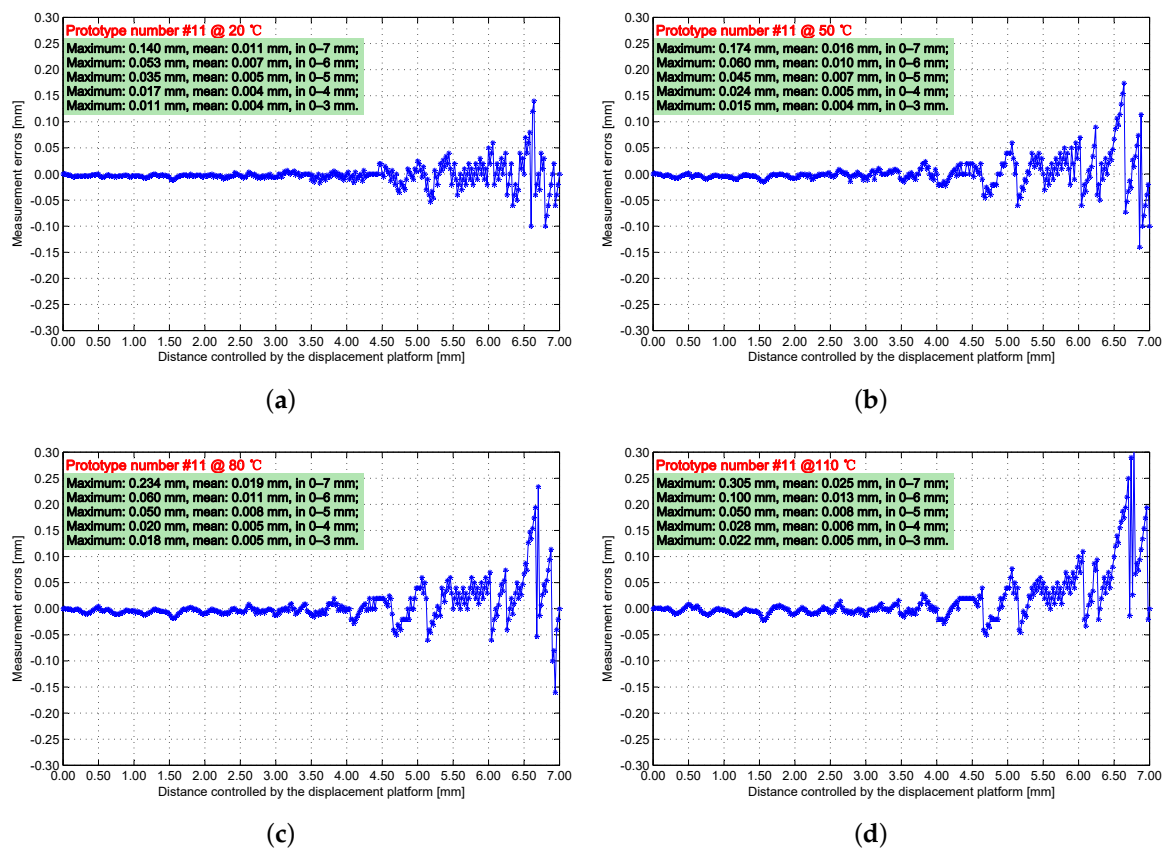 Prototype number #11 @ 20 ℃
Maximum: 0.140 mm, mean: 0.011 mm, in 0–7 mm;
Maximum: 0.053 mm, mean: 0.007 mm, in 0–6 mm;
Maximum: 0.035 mm, mean: 0.005 mm, in 0–5 mm;
Maximum: 0.017 mm, mean: 0.004 mm, in 0–4 mm;
Maximum: 0.011 mm, mean: 0.004 mm, in 0–3 mm.
Measurement errors [mm]
0.30
0.25
0.20
0.15
0.10
0.05
0.00
-0.05
-0.10
-0.15
-0.20
-0.25
-0.30
0.00 0.50 1.00 1.50 2.00 2.50 3.00 3.50 4.00 4.50 5.00 5.50 6.00 6.50 7.00
Distance controlled by the displacement platform [mm]
(a)
Prototype number #11 @ 50 ℃
Maximum: 0.174 mm, mean: 0.016 mm, in 0–7 mm;
Maximum: 0.060 mm, mean: 0.010 mm, in 0–6 mm;
Maximum: 0.045 mm, mean: 0.007 mm, in 0–5 mm;
Maximum: 0.024 mm, mean: 0.005 mm, in 0–4 mm;
Maximum: 0.015 mm, mean: 0.004 mm, in 0–3 mm.
Measurement errors [mm]
0.30
0.25
0.20
0.15
0.10
0.05
0.00
-0.05
-0.10
-0.15
-0.20
-0.25
-0.30
0.00 0.50 1.00 1.50 2.00 2.50 3.00 3.50 4.00 4.50 5.00 5.50 6.00 6.50 7.00
Distance controlled by the displacement platform [mm]
(b)
Prototype number #11 @ 80 ℃
Maximum: 0.234 mm, mean: 0.019 mm, in 0–7 mm;
Maximum: 0.060 mm, mean: 0.011 mm, in 0–6 mm;
Maximum: 0.050 mm, mean: 0.008 mm, in 0–5 mm;
Maximum: 0.020 mm, mean: 0.005 mm, in 0–4 mm;
Maximum: 0.018 mm, mean: 0.005 mm, in 0–3 mm.
Measurement errors [mm]
0.30
0.25
0.20
0.15
0.10
0.05
0.00
-0.05
-0.10
-0.15
-0.20
-0.25
-0.30
0.00 0.50 1.00 1.50 2.00 2.50 3.00 3.50 4.00 4.50 5.00 5.50 6.00 6.50 7.00
Distance controlled by the displacement platform [mm]
(c)
Prototype number #11 @110 ℃
Maximum: 0.305 mm, mean: 0.025 mm, in 0–7 mm;
Maximum: 0.100 mm, mean: 0.013 mm, in 0–6 mm;
Maximum: 0.050 mm, mean: 0.008 mm, in 0–5 mm;
Maximum: 0.028 mm, mean: 0.006 mm, in 0–4 mm;
Maximum: 0.022 mm, mean: 0.005 mm, in 0–3 mm.
Measurement errors [mm]
0.30
0.25
0.20
0.15
0.10
0.05
0.00
-0.05
-0.10
-0.15
-0.20
-0.25
-0.30
0.00 0.50 1.00 1.50 2.00 2.50 3.00 3.50 4.00 4.50 5.00 5.50 6.00 6.50 7.00
Distance controlled by the displacement platform [mm]
(d)